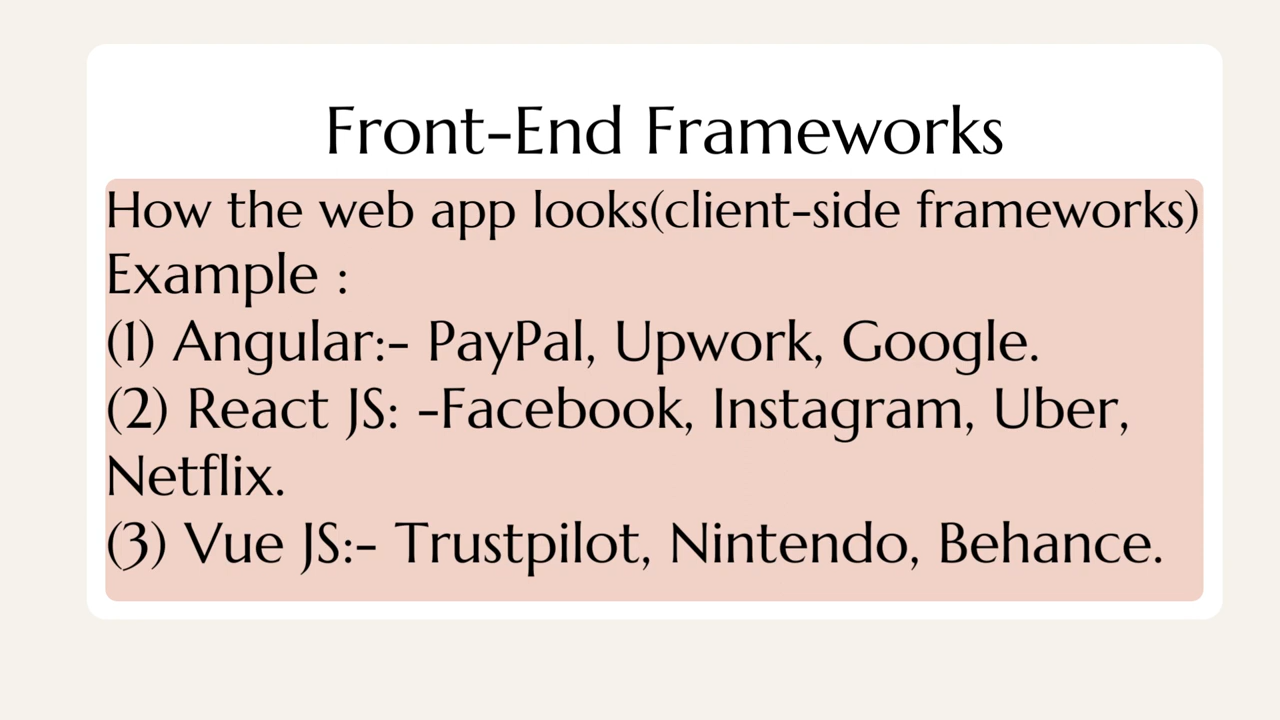 Front-End Frameworks
How the web app looks(client-side frameworks)
Example :
(1) Angular:- PayPal, Upwork, Google.
(2) React JS: -Facebook, Instagram, Uber,
Netflix.
(3) Vue JS:- Trustpilot, Nintendo, Behance.